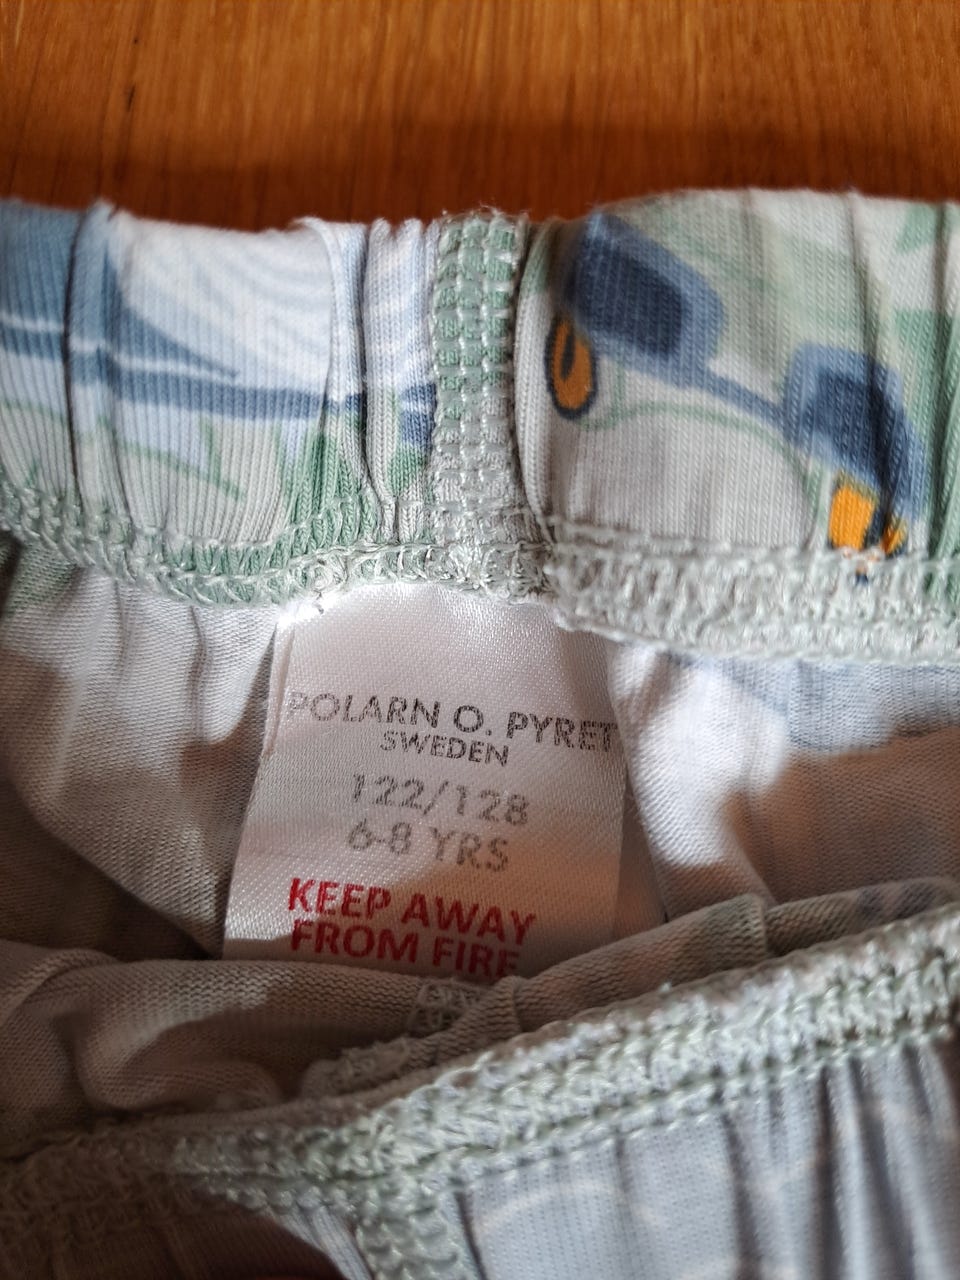 POLARN O. PYRET
SWEDEN
122/128
6-8 YRS
KEEP AWAY
FROM FIRE